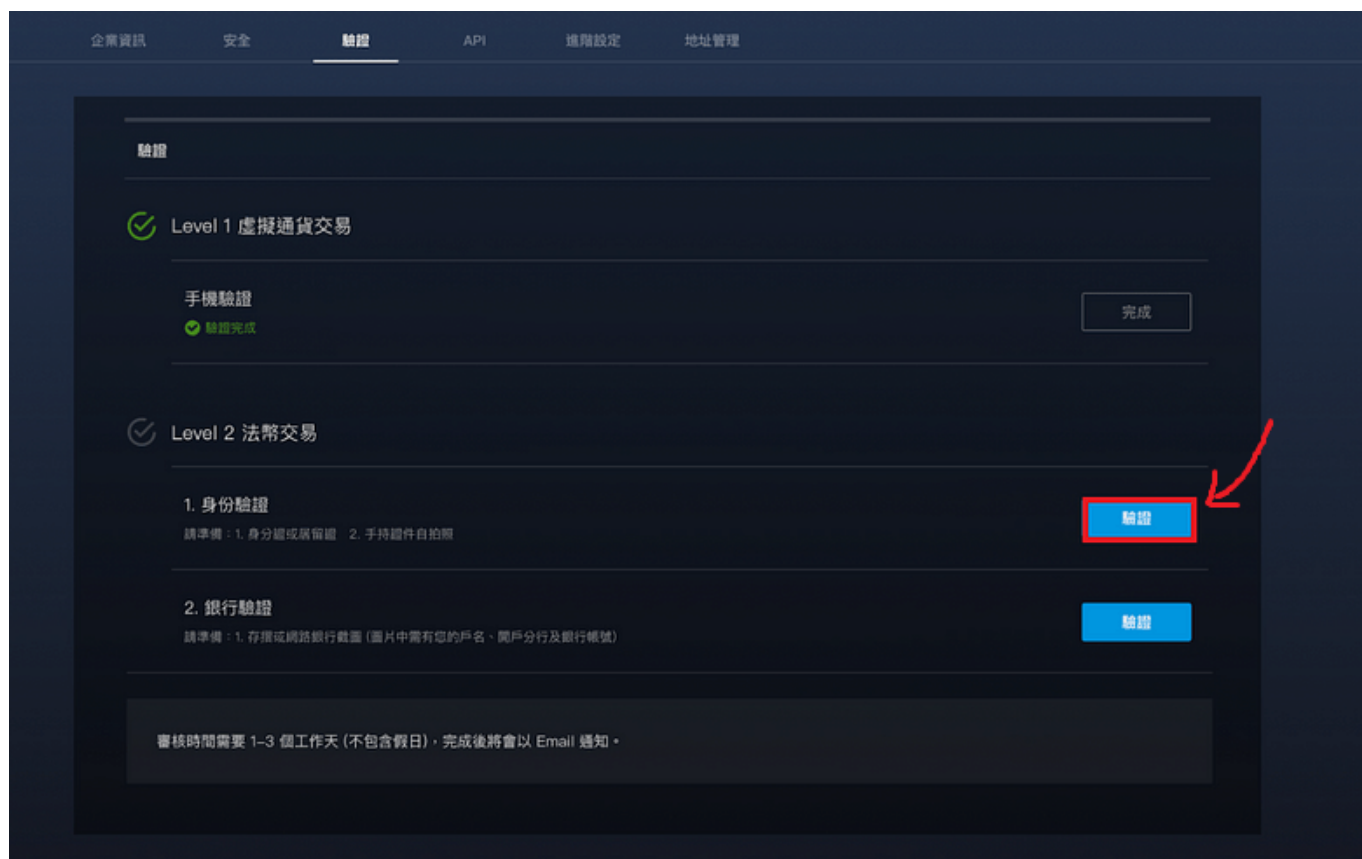 企業資訊 安全 驗證 API 進階設定 地址管理
驗證
Level 1 虛擬通貨交易
手機驗證
驗證完成
完成
Level 2 法幣交易
1. 身份驗證
請準備：1. 身分證或居留證 2. 手持證件自拍照
驗證
2. 銀行驗證
請準備：1. 存摺或網路銀行截圖 (圖片中需有您的戶名、開戶分行及銀行帳號)
驗證
審核時間需要 1–3 個工作天 (不包含假日)，完成後將會以 Email 通知。